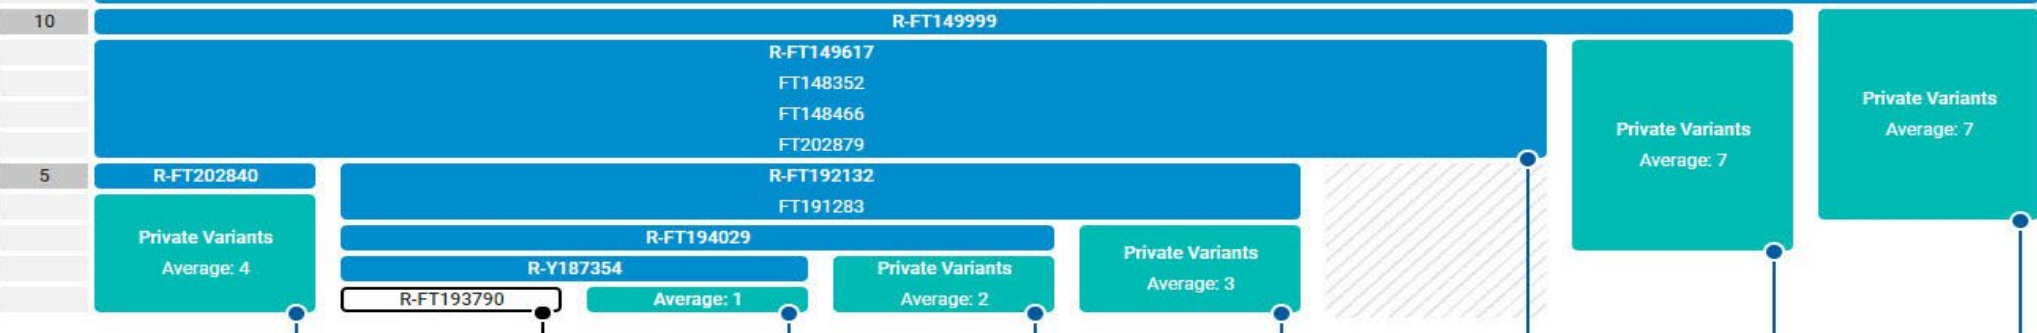 10
R-FT149999
R-FT149617
FT148352
FT148466
FT202879
Private Variants
Average: 7
Private Variants
Average: 7
5
R-FT202840
R-FT192132
FT191283
Private Variants
Average: 4
R-FT194029
Private Variants
Average: 3
R-Y187354
Private Variants
Average: 2
R-FT193790
Average: 1